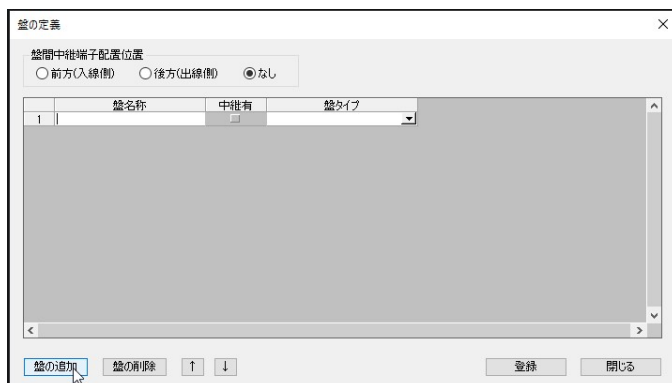 盤の定義
盤間中継端子配置位置
前方(入線側) 後方(出線側) なし
盤名称 中継有 盤タイプ
1
盤の追加 盤の削除 ↑ ↓ 登録 閉じる